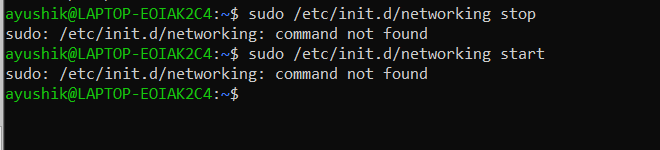 ayushik@LAPTOP-EOIAK2C4:~$ sudo /etc/init.d/networking stop
sudo: /etc/init.d/networking: command not found
ayushik@LAPTOP-EOIAK2C4:~$ sudo /etc/init.d/networking start
sudo: /etc/init.d/networking: command not found
ayushik@LAPTOP-EOIAK2C4:~$